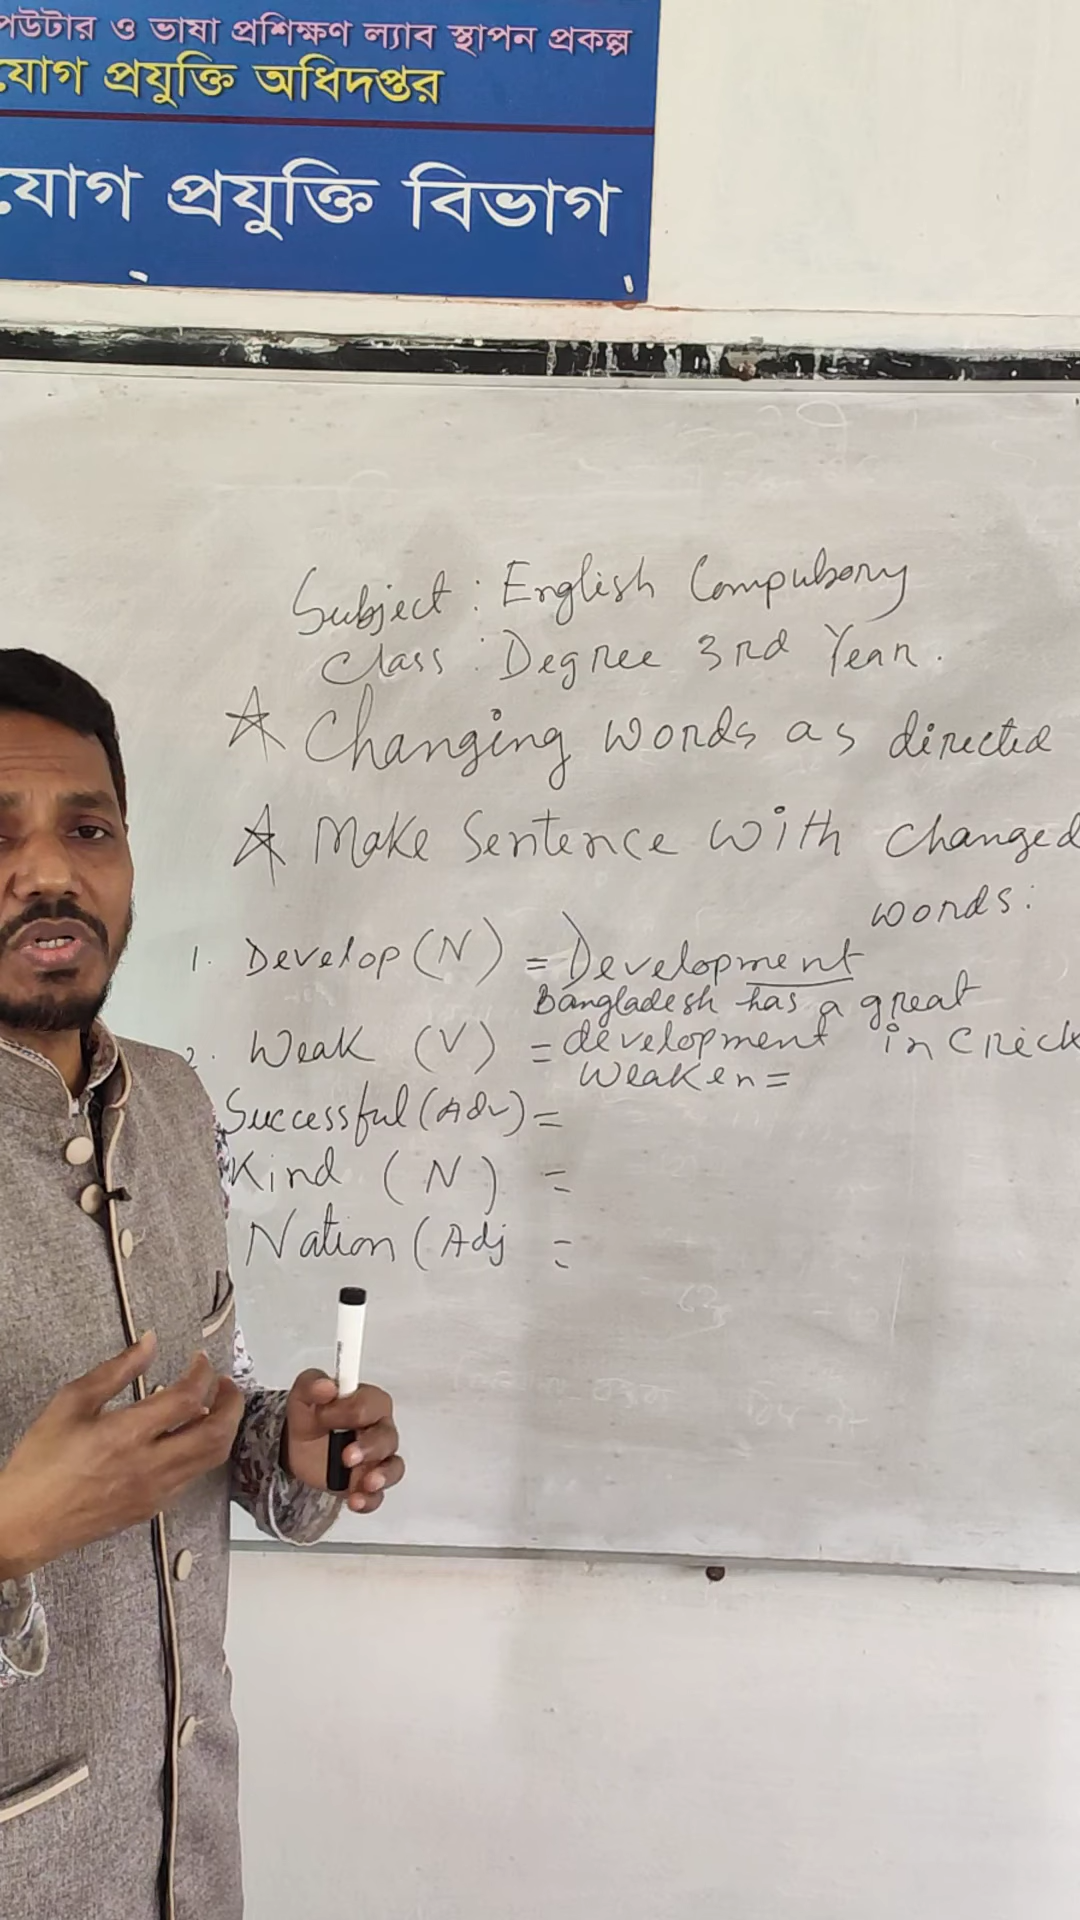 পিউটার ও ভাষা প্রশিক্ষণ ল্যাব স্থাপন প্রকল্প
যোগ প্রযুক্তি অধিদপ্তর
যোগ প্রযুক্তি বিভাগ
Subject : English Compulsory
Class : Degree 3rd Year.
Changing words as directed
Make Sentence with changed
words:
1. Develop (N) = Development
Bangladesh has a great
2. Weak (V) = development in Crick
Weaken =
Successful (Adv) =
Kind (N) =
Nation (Adj =